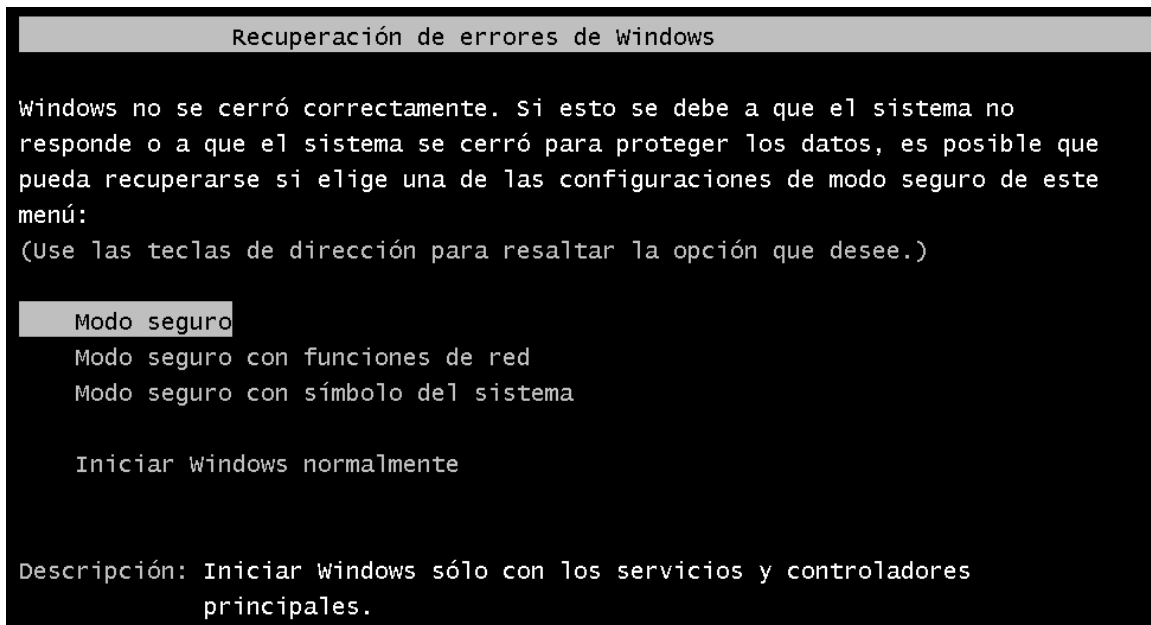 Recuperación de errores de Windows
Windows no se cerró correctamente. Si esto se debe a que el sistema no
responde o a que el sistema se cerró para proteger los datos, es posible que
pueda recuperarse si elige una de las configuraciones de modo seguro de este
menú:
(Use las teclas de dirección para resaltar la opción que desee.)
Modo seguro
Modo seguro con funciones de red
Modo seguro con símbolo del sistema
Iniciar Windows normalmente
Descripción: Iniciar Windows sólo con los servicios y controladores
principales.